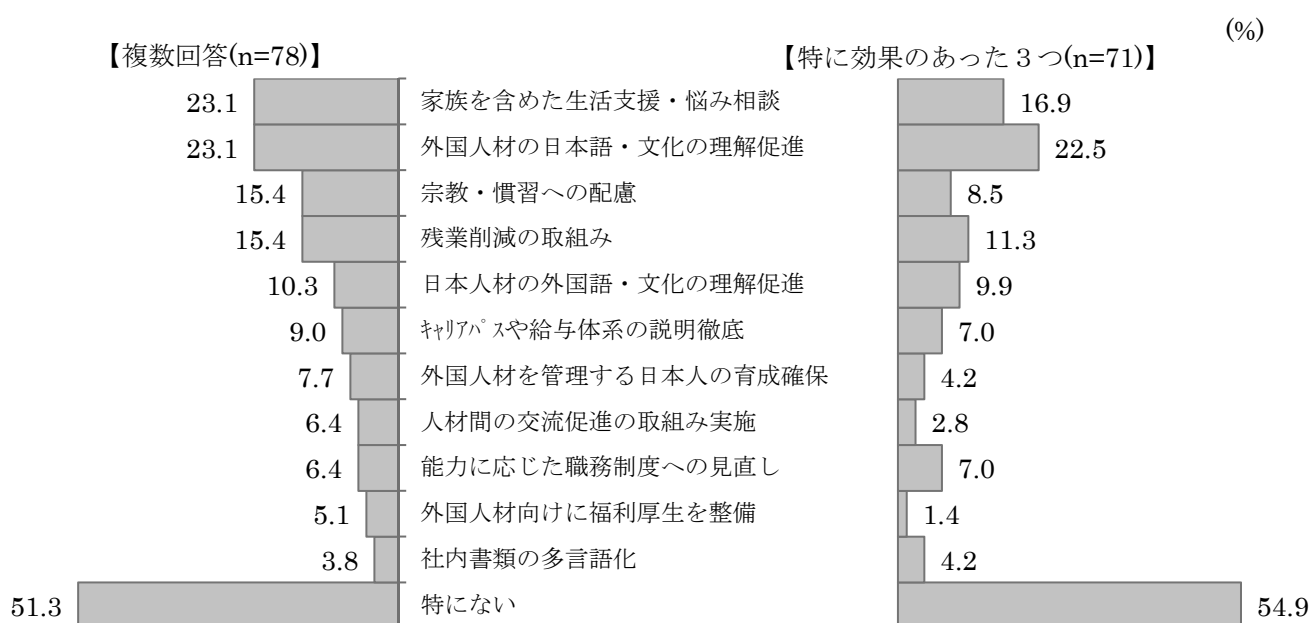 (%)
【複数回答(n=78)】 【特に効果のあった３つ(n=71)】
23.1 家族を含めた生活支援・悩み相談 16.9
23.1 外国人材の日本語・文化の理解促進 22.5
15.4 宗教・慣習への配慮 8.5
15.4 残業削減の取組み 11.3
10.3 日本人材の外国語・文化の理解促進 9.9
9.0 ｷｬﾘｱﾊﾟｽや給与体系の説明徹底 7.0
7.7 外国人材を管理する日本人の育成確保 4.2
6.4 人材間の交流促進の取組み実施 2.8
6.4 能力に応じた職務制度への見直し 7.0
5.1 外国人材向けに福利厚生を整備 1.4
3.8 社内書類の多言語化 4.2
51.3 特にない 54.9